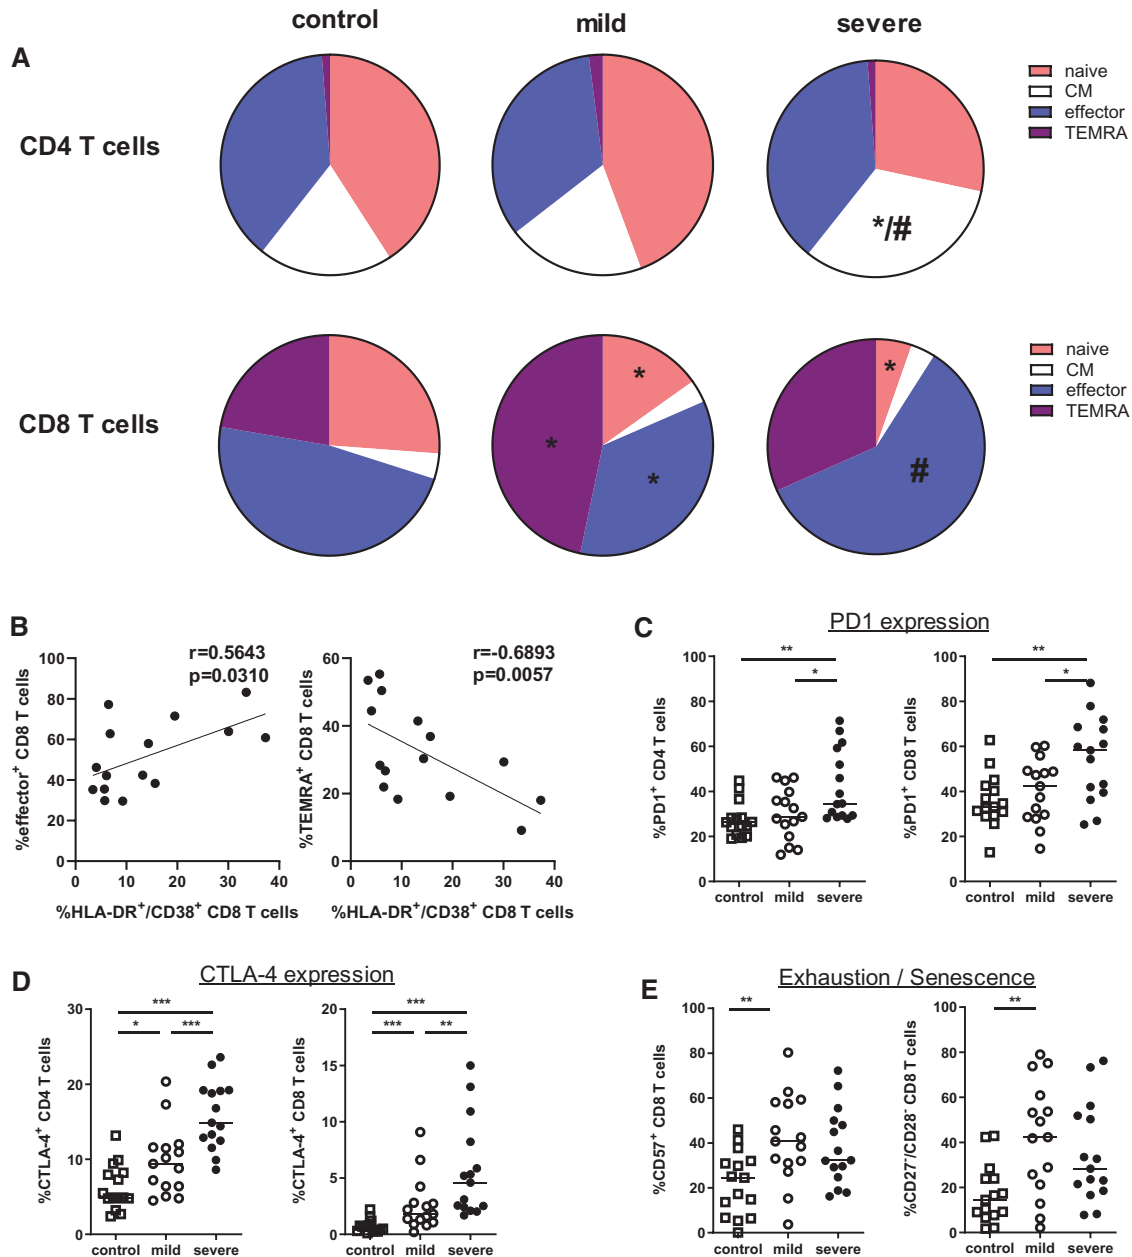 control mild severe
A
naive
CM
effector
TEMRA
CD4 T cells
*/#
naive
CM
effector
TEMRA
CD8 T cells
* * * * #
B
r=0.5643
p=0.0310
%effector+ CD8 T cells
100
80
60
40
20
0
0 10 20 30 40
%HLA-DR+/CD38+ CD8 T cells
r=-0.6893
p=0.0057
%TEMRA+ CD8 T cells
60
40
20
0
0 10 20 30 40
%HLA-DR+/CD38+ CD8 T cells
C
PD1 expression
**
*
%PD1+ CD4 T cells
100
80
60
40
20
0
control mild severe
**
*
%PD1+ CD8 T cells
100
80
60
40
20
0
control mild severe
D
CTLA-4 expression
***
* ***
%CTLA-4+ CD4 T cells
30
20
10
0
control mild severe
***
*** **
%CTLA-4+ CD8 T cells
20
15
10
5
0
control mild severe
E
Exhaustion / Senescence
**
%CD57+ CD8 T cells
100
80
60
40
20
0
control mild severe
**
%CD27-/CD28- CD8 T cells
100
80
60
40
20
0
control mild severe